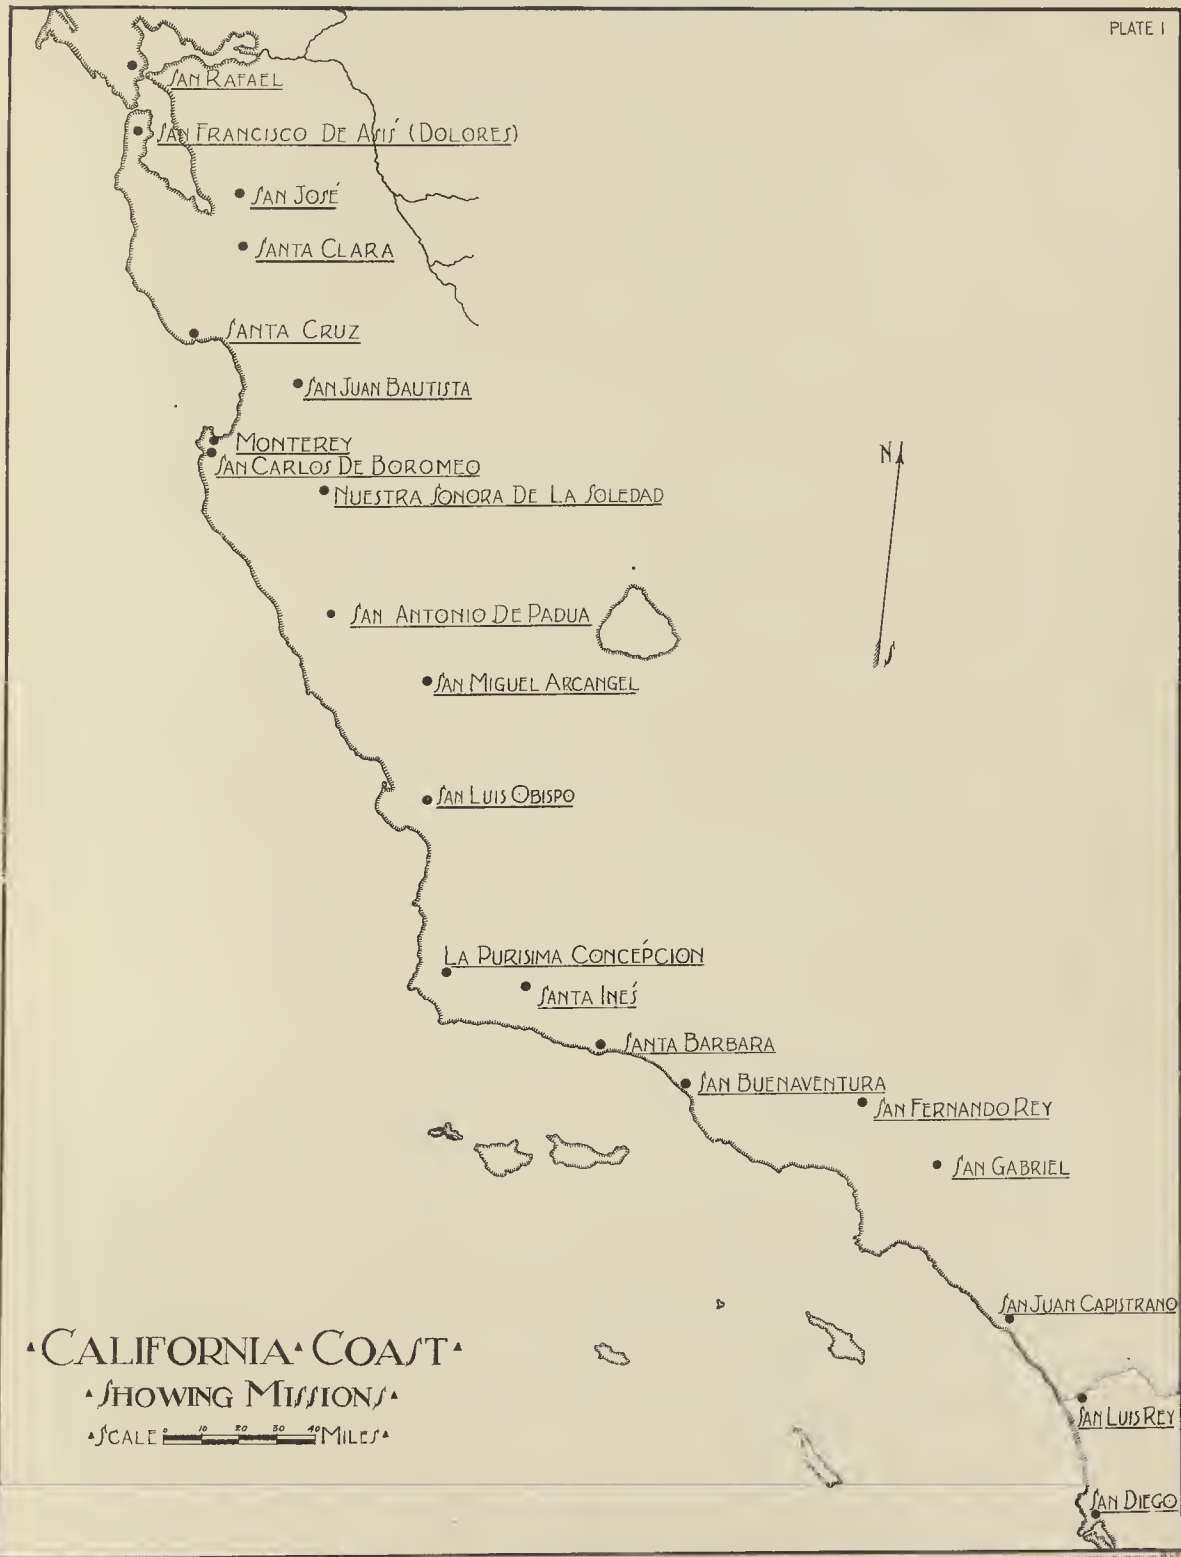 PLATE I
SAN RAFAEL
SAN FRANCISCO DE ASIS´ (DOLORES)
SAN JOSÉ
SANTA CLARA
SANTA CRUZ
SAN JUAN BAUTISTA
MONTEREY
SAN CARLOS DE BOROMEO
NUESTRA SONORA DE LA SOLEDAD
N
SAN ANTONIO DE PADUA
S
SAN MIGUEL ARCANGEL
SAN LUIS OBISPO
LA PURISIMA CONCEṔCION
SANTA INEŚ
SANTA BARBARA
SAN BUENAVENTURA
SAN FERNANDO REY
SAN GABRIEL
SAN JUAN CAPISTRANO
CALIFORNIA COAST
SHOWING MISSIONS
SCALE 0 10 20 30 40 MILES
SAN LUIS REY
SAN DIEGO